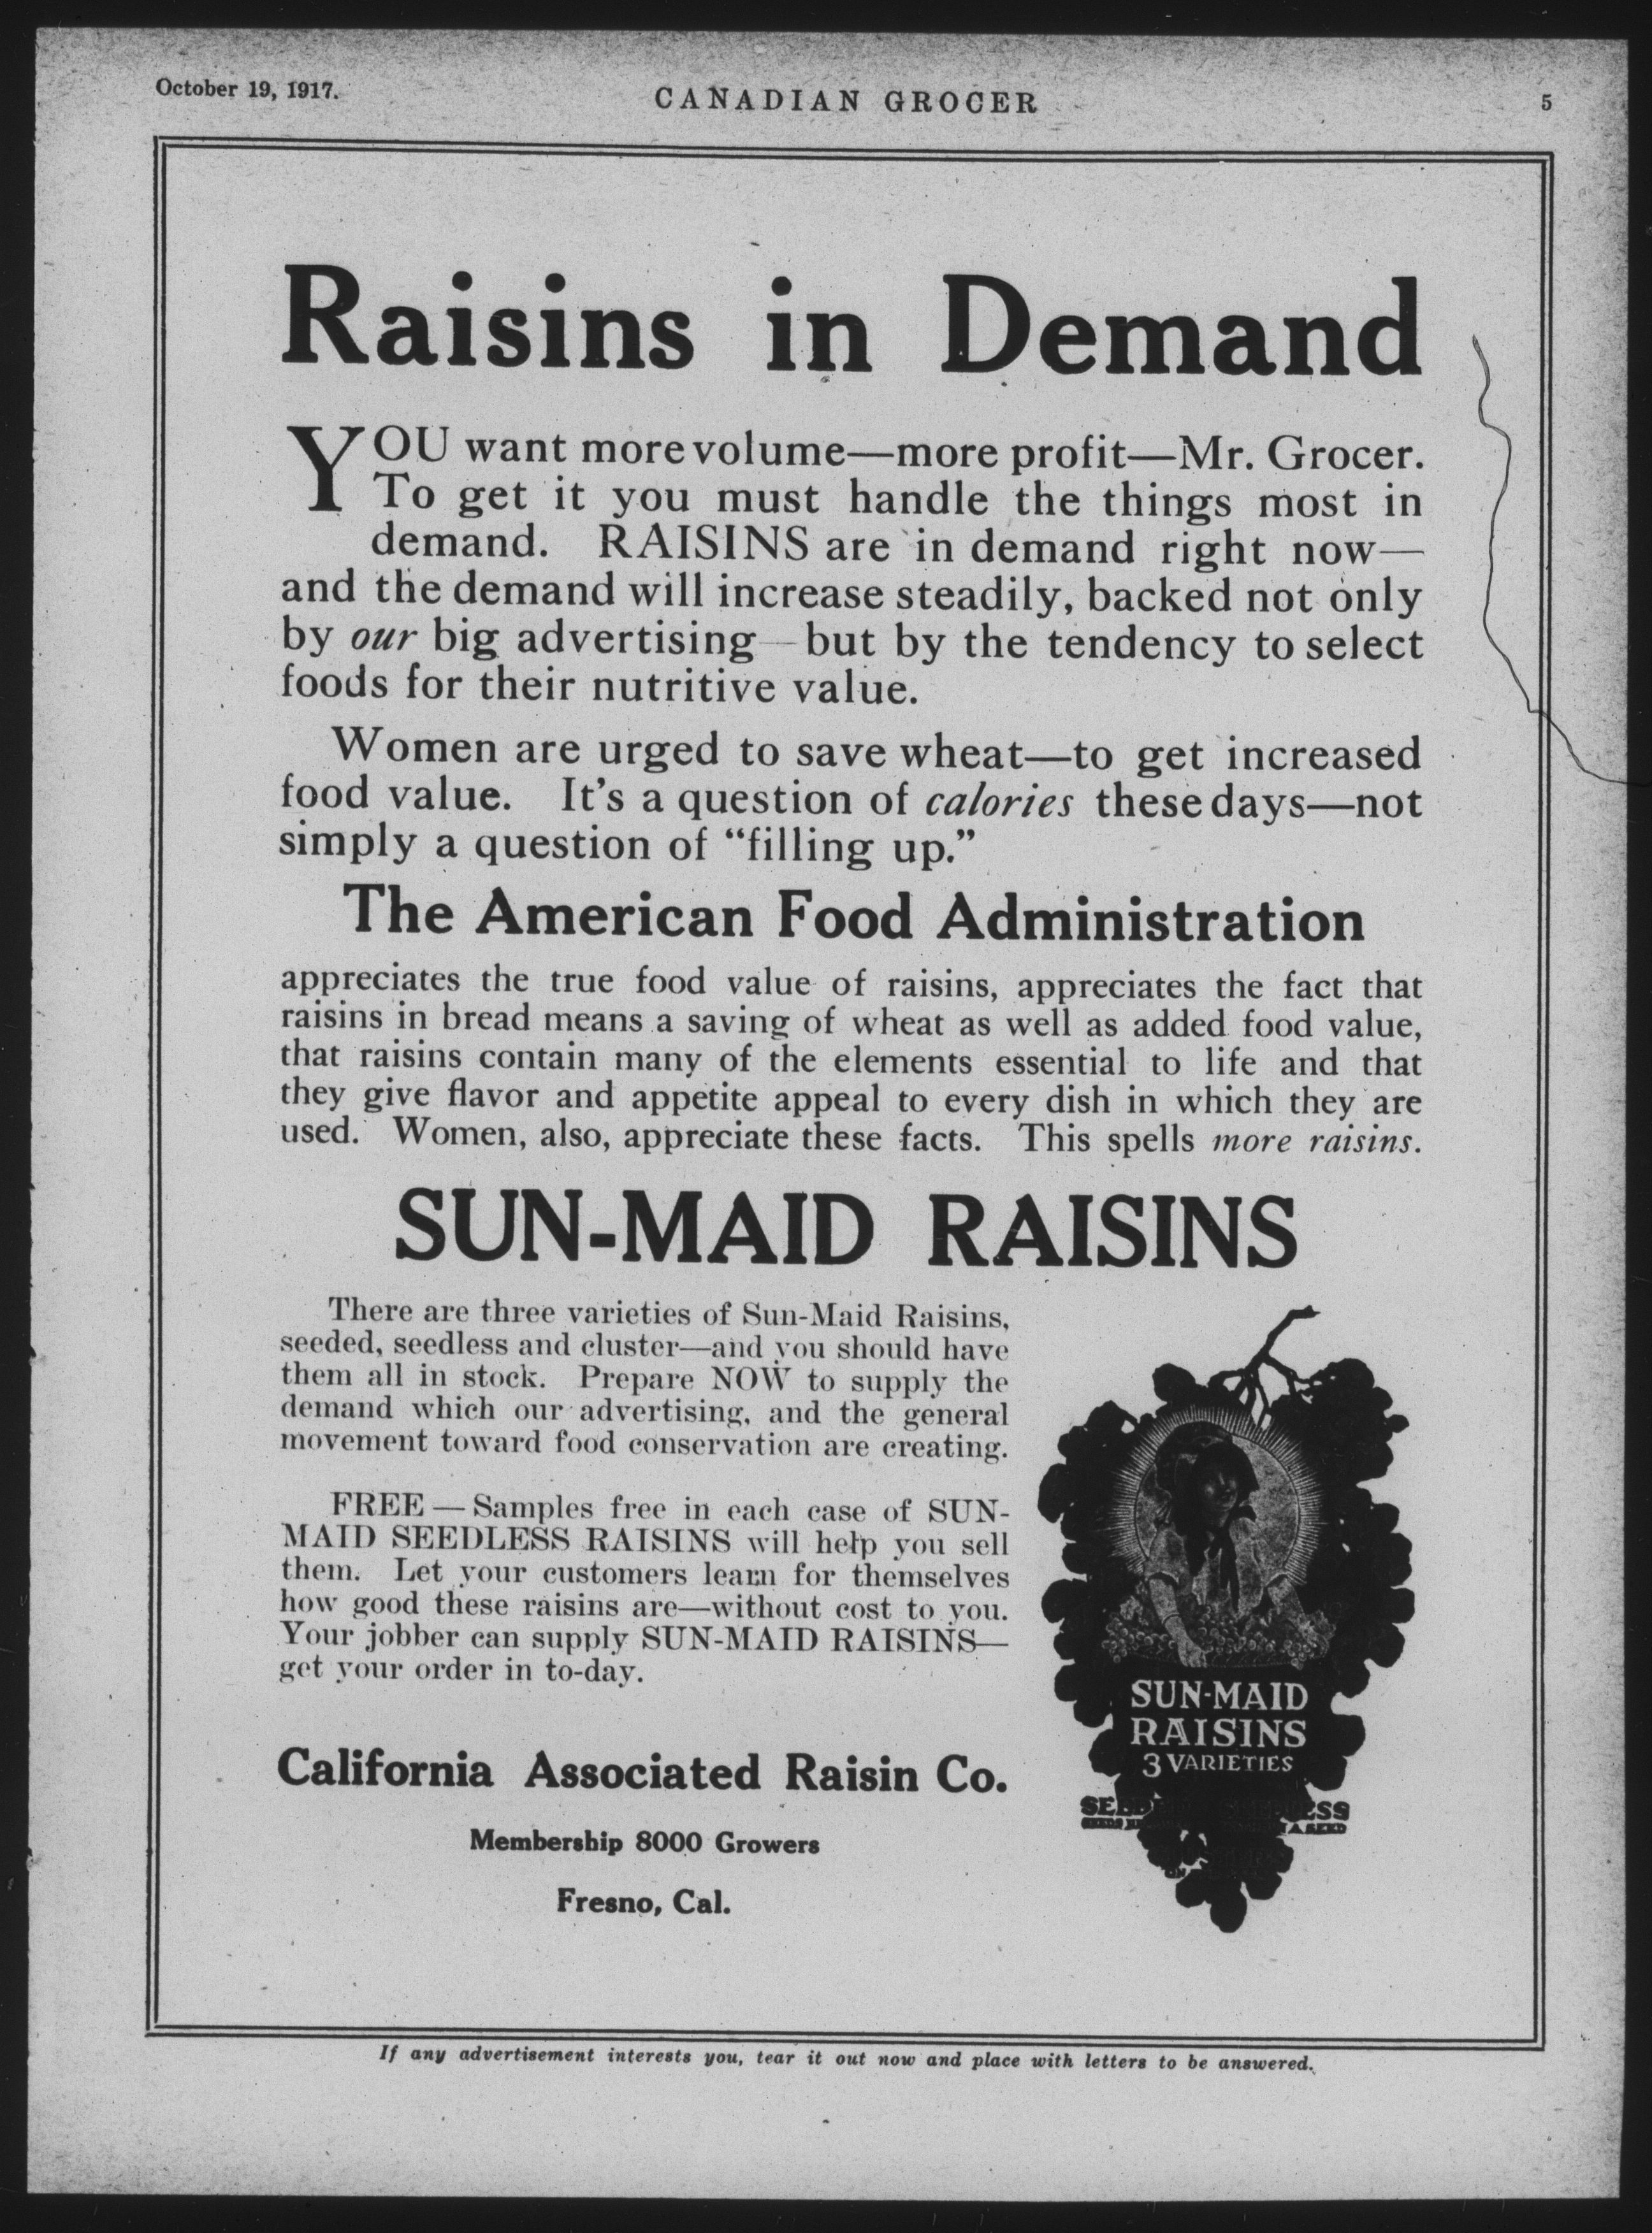 October 19, 1917.
CANADIAN GROCER
5
Raisins in Demand
YOU want more volume—more profit—Mr. Grocer.
To get it you must handle the things most in
demand. RAISINS are in demand right now—
and the demand will increase steadily, backed not only
by our big advertising—but by the tendency to select
foods for their nutritive value.
Women are urged to save wheat—to get increased
food value. It's a question of calories these days—not
simply a question of "filling up."
The American Food Administration
appreciates the true food value of raisins, appreciates the fact that
raisins in bread means a saving of wheat as well as added food value,
that raisins contain many of the elements essential to life and that
they give flavor and appetite appeal to every dish in which they are
used. Women, also, appreciate these facts. This spells more raisins.
SUN-MAID RAISINS
There are three varieties of Sun-Maid Raisins,
seeded, seedless and cluster—and you should have
them all in stock. Prepare NOW to supply the
demand which our advertising, and the general
movement toward food conservation are creating.
FREE—Samples free in each case of SUN-
MAID SEEDLESS RAISINS will help you sell
them. Let your customers learn for themselves
how good these raisins are—without cost to you.
Your jobber can supply SUN-MAID RAISINS—
get your order in to-day.
California Associated Raisin Co.
Membership 8000 Growers
Fresno, Cal.
SUN-MAID
RAISINS
3 VARIETIES
A SEED
If any advertisement interests you, tear it out now and place with letters to be answered.